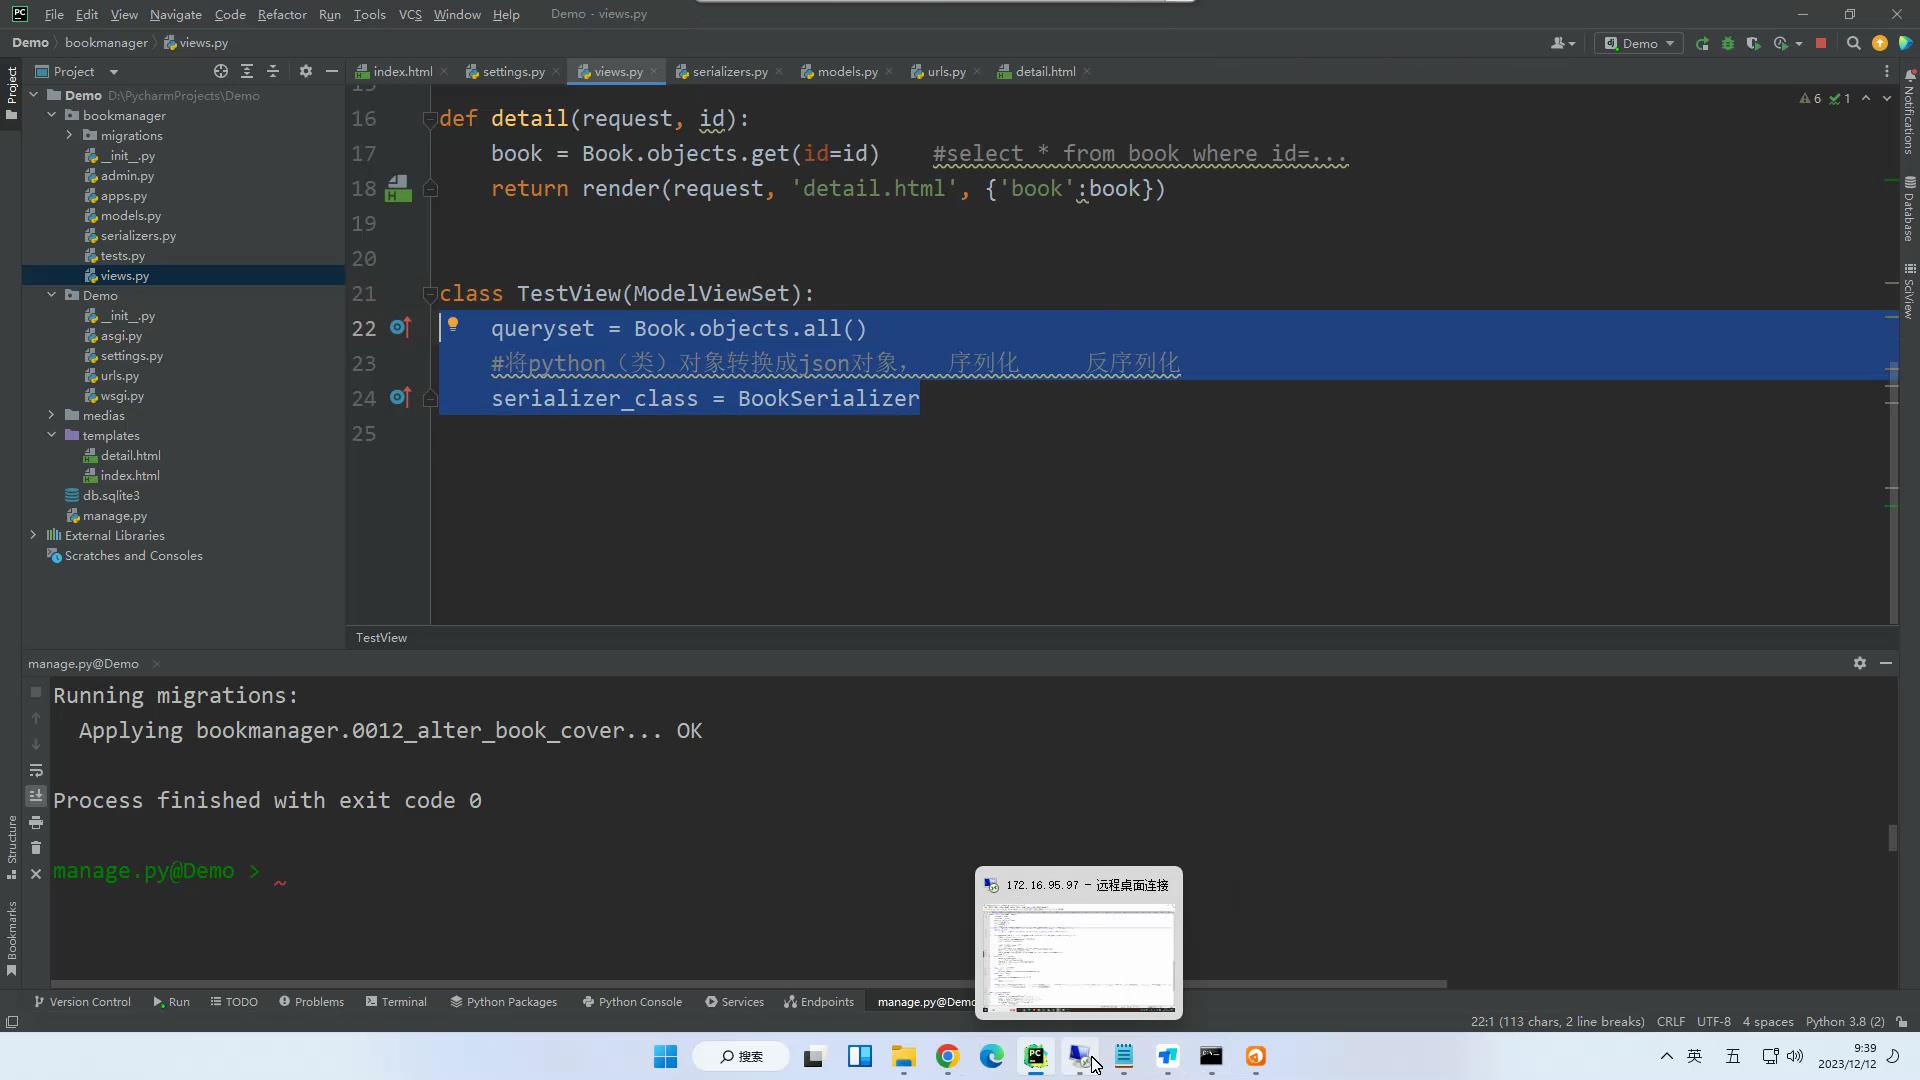 File Edit View Navigate Code Refactor Run Tools VCS Window Help Demo - views.py
Demo bookmanager views.py
Demo
Project
index.html settings.py views.py serializers.py models.py urls.py detail.html
Demo D:\PycharmProjects\Demo
bookmanager
migrations
__init__.py
admin.py
apps.py
models.py
serializers.py
tests.py
views.py
Demo
__init__.py
asgi.py
settings.py
urls.py
wsgi.py
medias
templates
detail.html
index.html
db.sqlite3
manage.py
External Libraries
Scratches and Consoles
6 1
16 def detail(request, id):
17 book = Book.objects.get(id=id) #select * from book where id=...
18 return render(request, 'detail.html', {'book':book})
19
20
21 class TestView(ModelViewSet):
22 queryset = Book.objects.all()
23 #将python（类）对象转换成json对象， 序列化 反序列化
24 serializer_class = BookSerializer
25
TestView
Project
Structure
Bookmarks
Notifications
Database
SciView
manage.py@Demo
Running migrations:
Applying bookmanager.0012_alter_book_cover... OK
Process finished with exit code 0
manage.py@Demo >
172.16.95.97 - 远程桌面连接
Version Control Run TODO Problems Terminal Python Packages Python Console Services Endpoints manage.py@Demo
22:1 (113 chars, 2 line breaks) CRLF UTF-8 4 spaces Python 3.8 (2)
搜索
英 五 9:39
2023/12/12